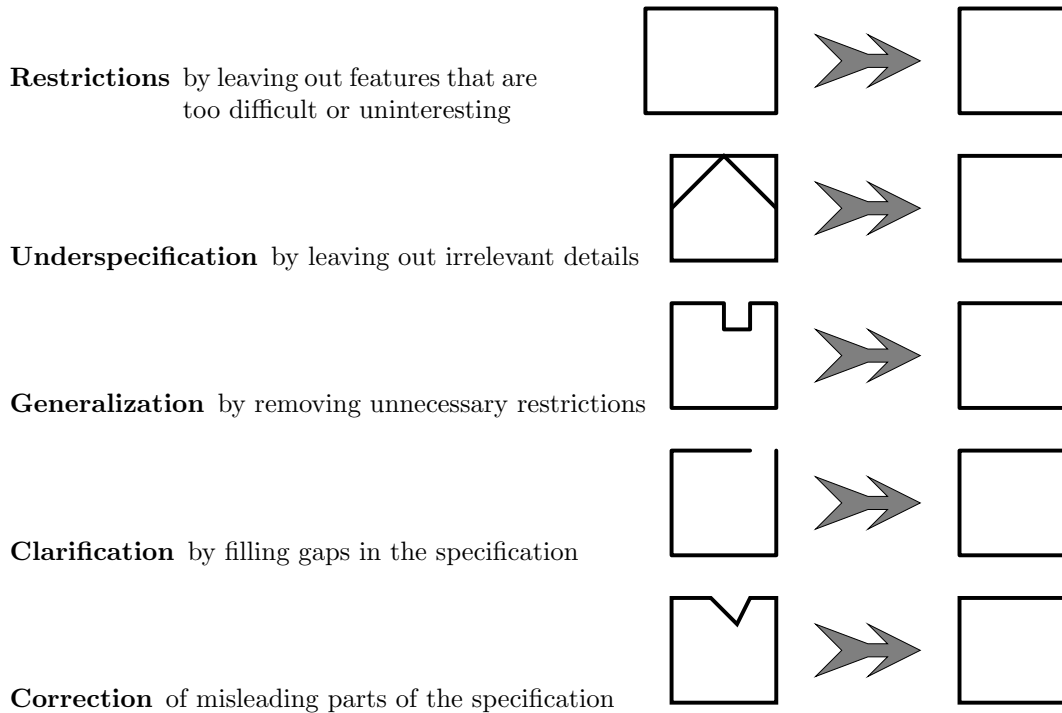 Restrictions by leaving out features that are
too difficult or uninteresting
Underspecification by leaving out irrelevant details
Generalization by removing unnecessary restrictions
Clarification by filling gaps in the specification
Correction of misleading parts of the specification